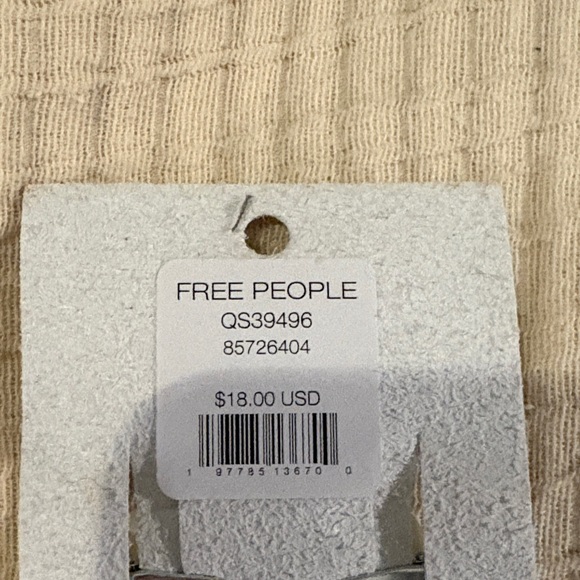 FREE PEOPLE
QS39496
85726404
$18.00 USD
1 97785 13670 0